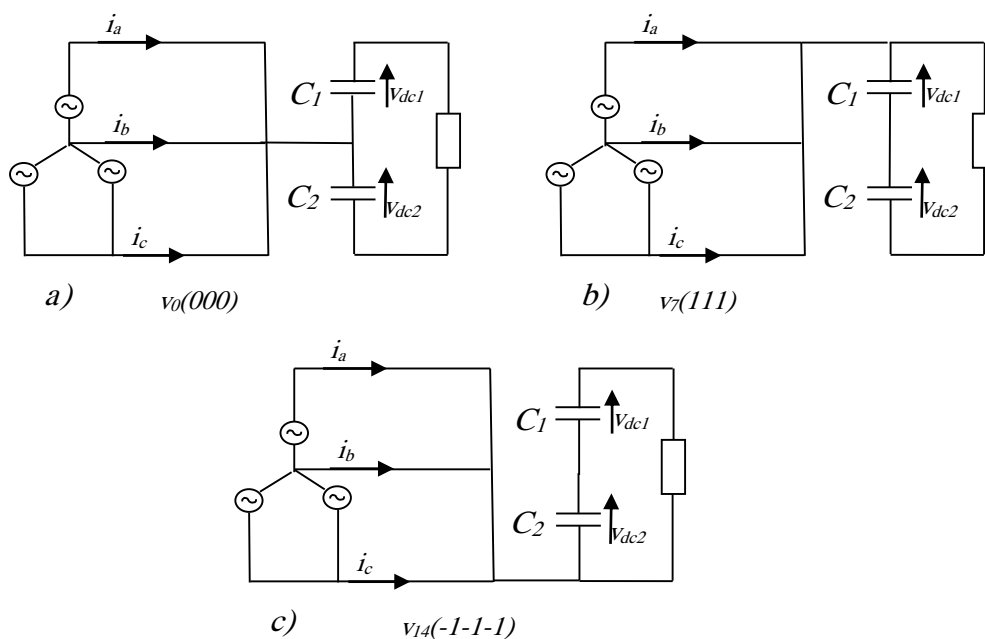 i_a
i_b
i_c
C_1
C_2
v_dc1
v_dc2
a) v_0(000)
i_a
i_b
i_c
C_1
C_2
v_dc1
v_dc2
b) v_7(111)
i_a
i_b
i_c
C_1
C_2
v_dc1
v_dc2
c) v_14(-1-1-1)